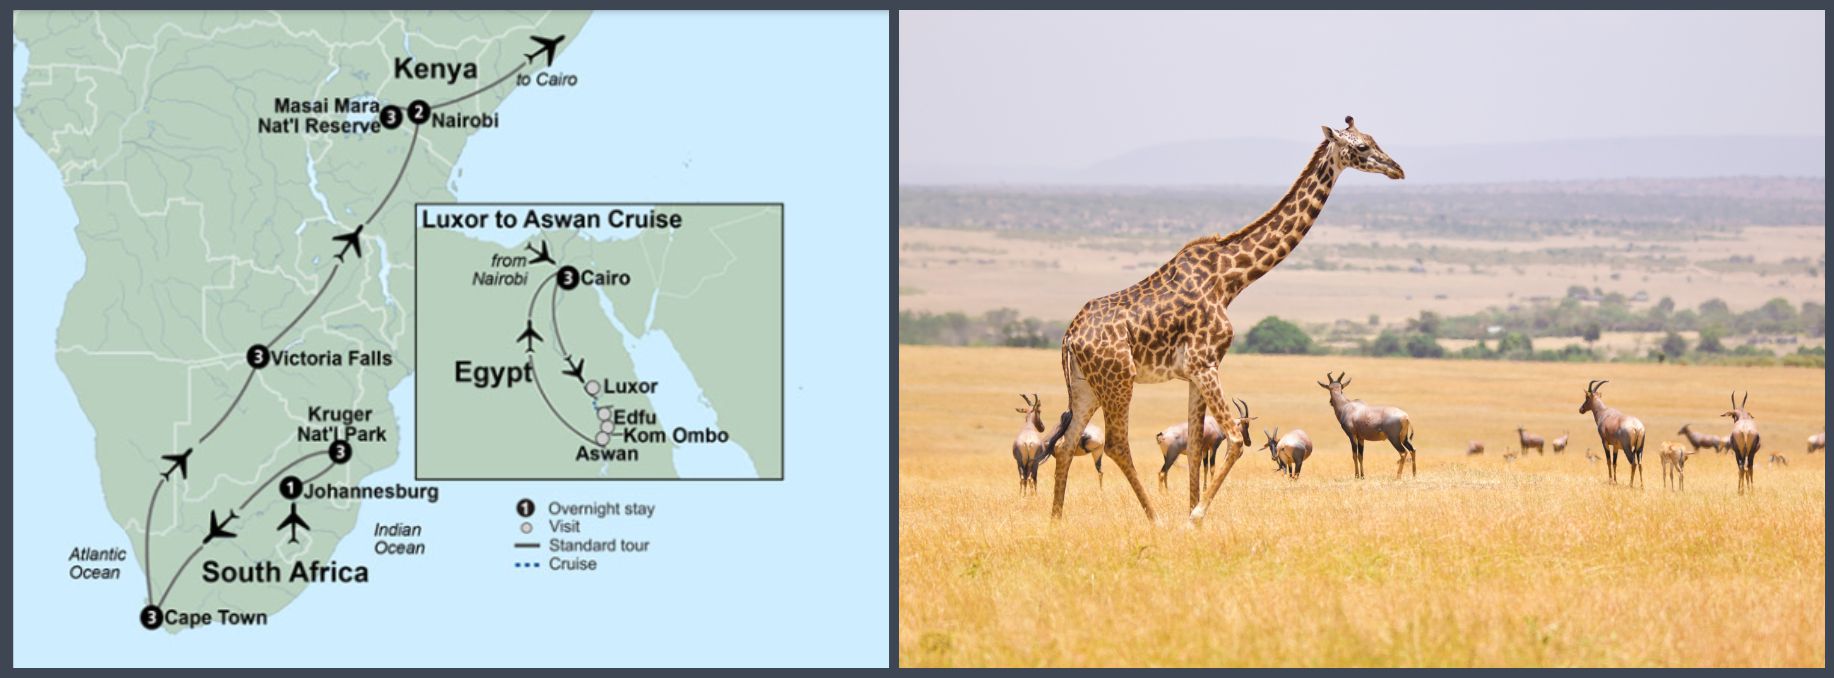 Kenya
to Cairo
Masai Mara
Nat'l Reserve
3
2
Nairobi
Luxor to Aswan Cruise
from
Nairobi
3
Cairo
Egypt
Luxor
Edfu
Kom Ombo
Aswan
3
Victoria Falls
Kruger
Nat'l Park
3
1
Johannesburg
Indian
Ocean
Atlantic
Ocean
South Africa
3
Cape Town
1 Overnight stay
Visit
Standard tour
Cruise